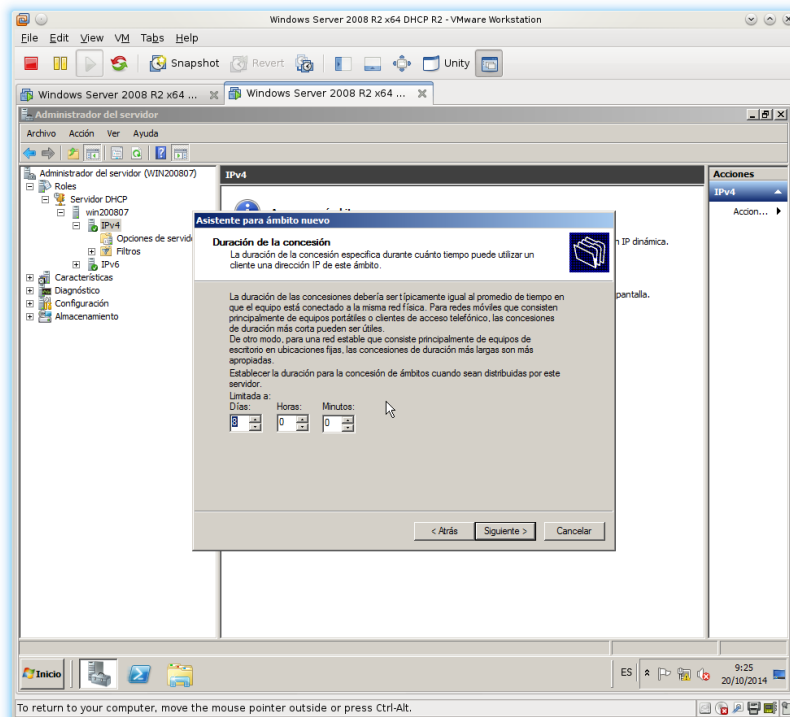 Windows Server 2008 R2 x64 DHCP R2 - VMware Workstation
File Edit View VM Tabs Help
Snapshot Revert Unity
Windows Server 2008 R2 x64 ... Windows Server 2008 R2 x64 ...
Administrador del servidor
Archivo Acción Ver Ayuda
Administrador del servidor (WIN200807)
Roles
Servidor DHCP
win200807
IPv4
Opciones de servid
Filtros
IPv6
Características
Diagnóstico
Configuración
Almacenamiento
IPv4
n IP dinámica.
pantalla.
Acciones
IPv4
Accion...
Asistente para ámbito nuevo
Duración de la concesión
La duración de la concesión especifica durante cuánto tiempo puede utilizar un
cliente una dirección IP de este ámbito.
La duración de las concesiones debería ser típicamente igual al promedio de tiempo en
que el equipo está conectado a la misma red física. Para redes móviles que consisten
principalmente de equipos portátiles o clientes de acceso telefónico, las concesiones
de duración más corta pueden ser útiles.
De otro modo, para una red estable que consiste principalmente de equipos de
escritorio en ubicaciones fijas, las concesiones de duración más largas son más
apropiadas.
Establecer la duración para la concesión de ámbitos cuando sean distribuidas por este
servidor.
Limitada a:
Días: Horas: Minutos:
8 0 0
< Atrás Siguiente > Cancelar
Inicio
ES 9:25
20/10/2014
To return to your computer, move the mouse pointer outside or press Ctrl-Alt.